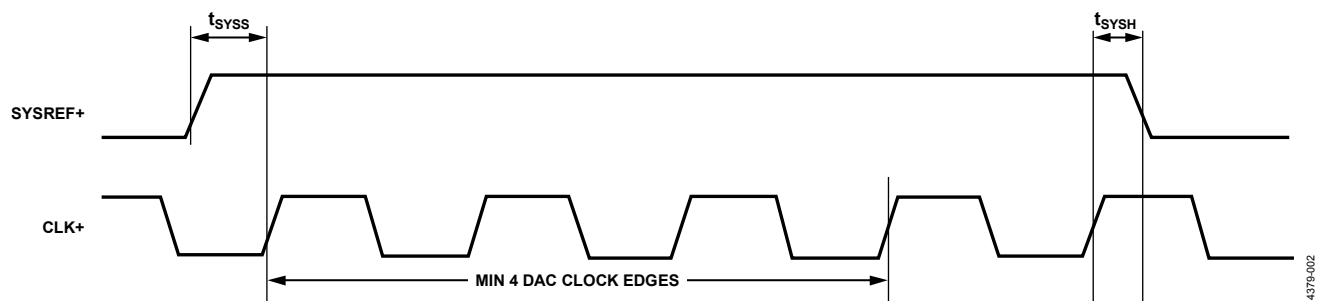 tSYSS
tSYSH
SYSREF+
CLK+
MIN 4 DAC CLOCK EDGES
4379-002